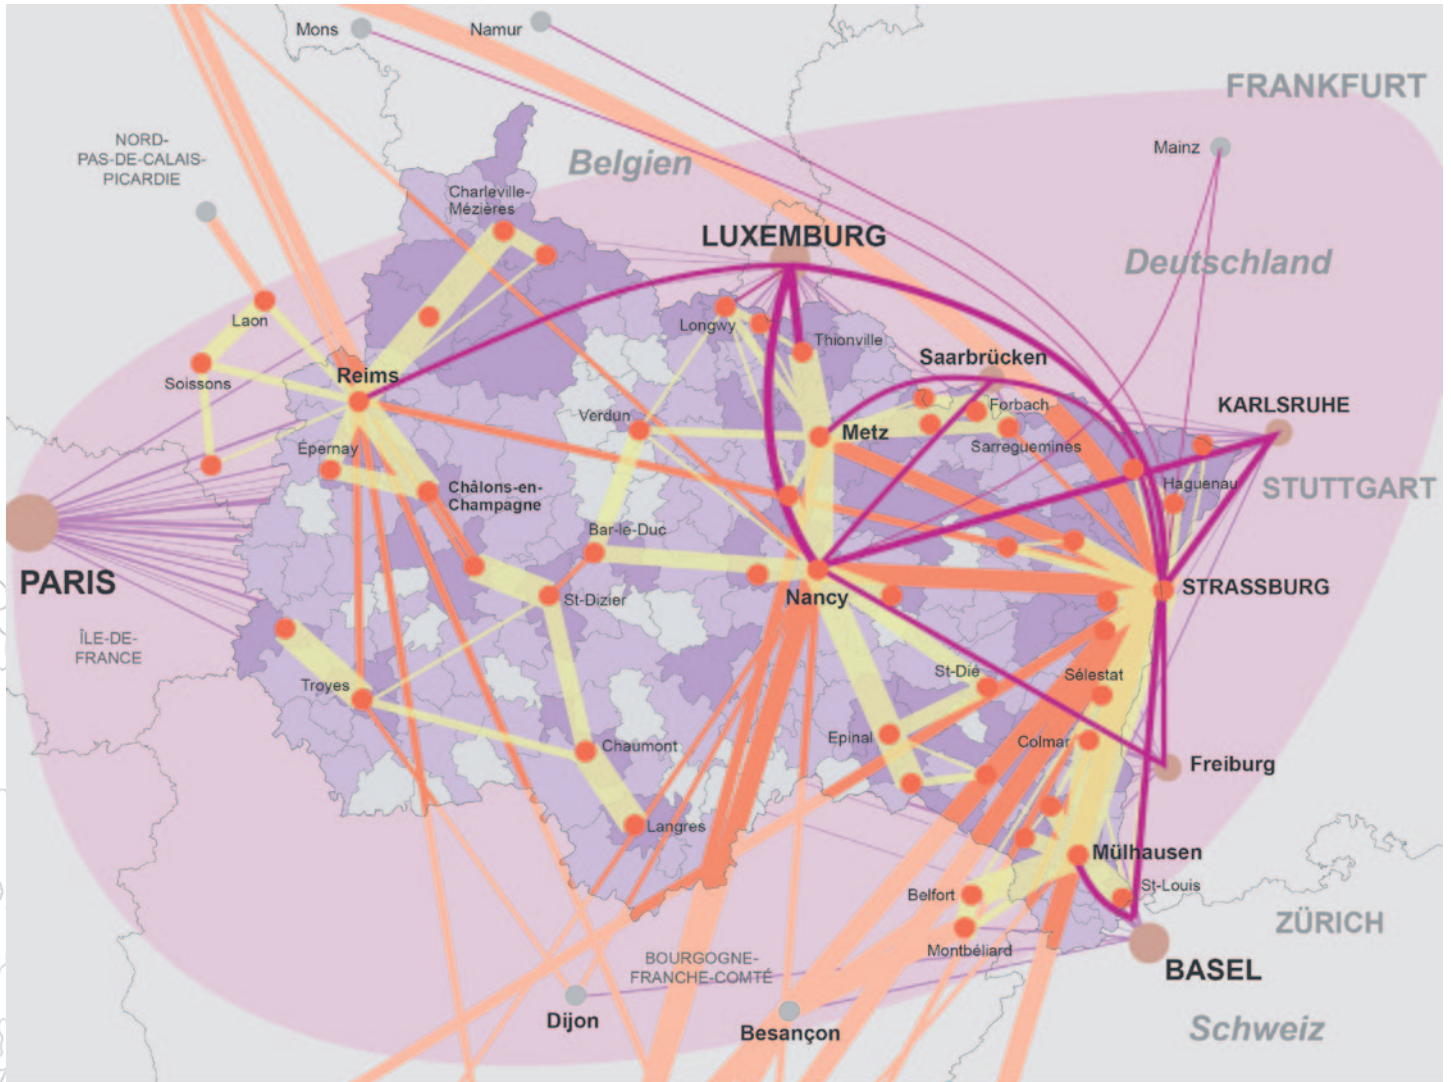 Mons
Namur
FRANKFURT
NORD-
PAS-DE-CALAIS-
PICARDIE
Mainz
Belgien
Charleville-
Mézières
LUXEMBURG
Deutschland
Laon
Longwy
Thionville
Saarbrücken
Soissons
Reims
Forbach
KARLSRUHE
Verdun
Metz
Sarreguemines
Épernay
Châlons-en-
Champagne
Haguenau
STUTTGART
Bar-le-Duc
PARIS
St-Dizier
Nancy
STRASSBURG
ÎLE-DE-
FRANCE
Troyes
St-Dié
Sélestat
Epinal
Colmar
Chaumont
Freiburg
Langres
Mülhausen
St-Louis
Belfort
ZÜRICH
Montbéliard
BOURGOGNE-
FRANCHE-COMTÉ
BASEL
Dijon
Besançon
Schweiz